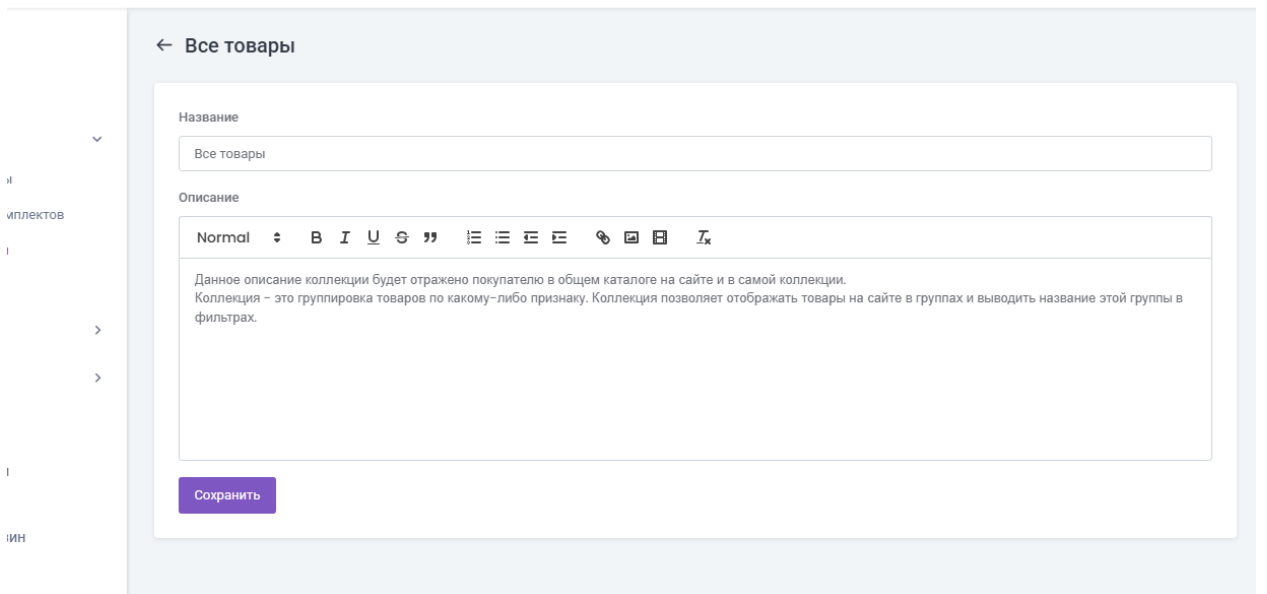 Все товары
Название
Все товары
Описание
Normal
Данное описание коллекции будет отражено покупателю в общем каталоге на сайте и в самой коллекции.
Коллекция - это группировка товаров по какому-либо признаку. Коллекция позволяет отображать товары на сайте в группах и выводить название этой группы в
фильтрах.
Сохранить